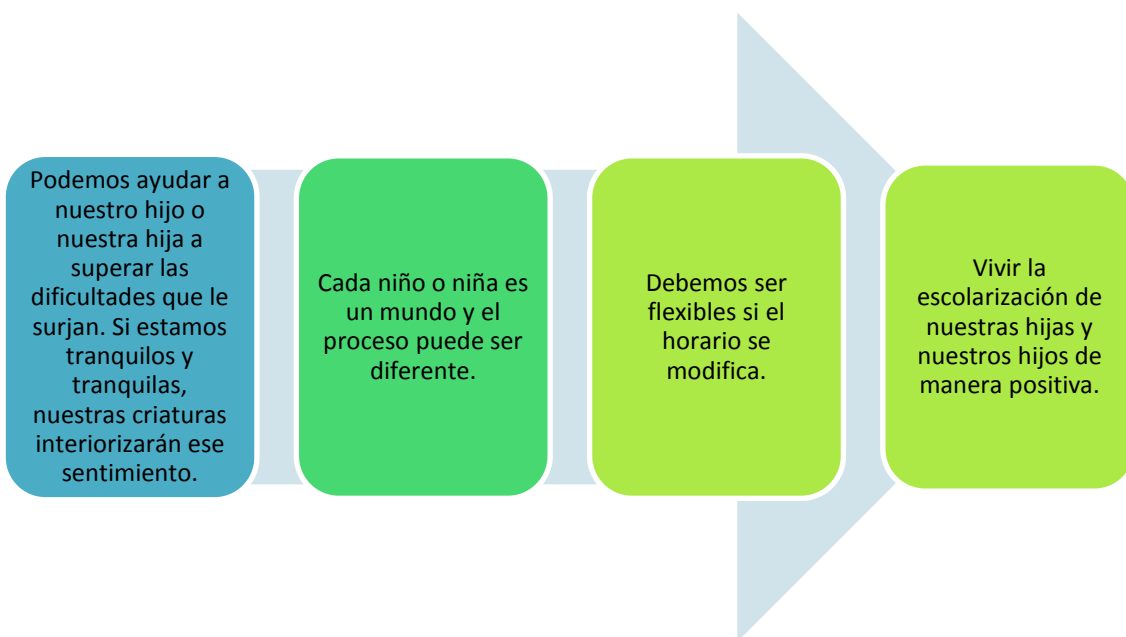 Podemos ayudar a
nuestro hijo o
nuestra hija a
superar las
dificultades que le
surjan. Si estamos
tranquilos y
tranquilas,
nuestras criaturas
interiorizarán ese
sentimiento.
Cada niño o niña es
un mundo y el
proceso puede ser
diferente.
Debemos ser
flexibles si el
horario se
modifica.
Vivir la
escolarización de
nuestras hijas y
nuestros hijos de
manera positiva.